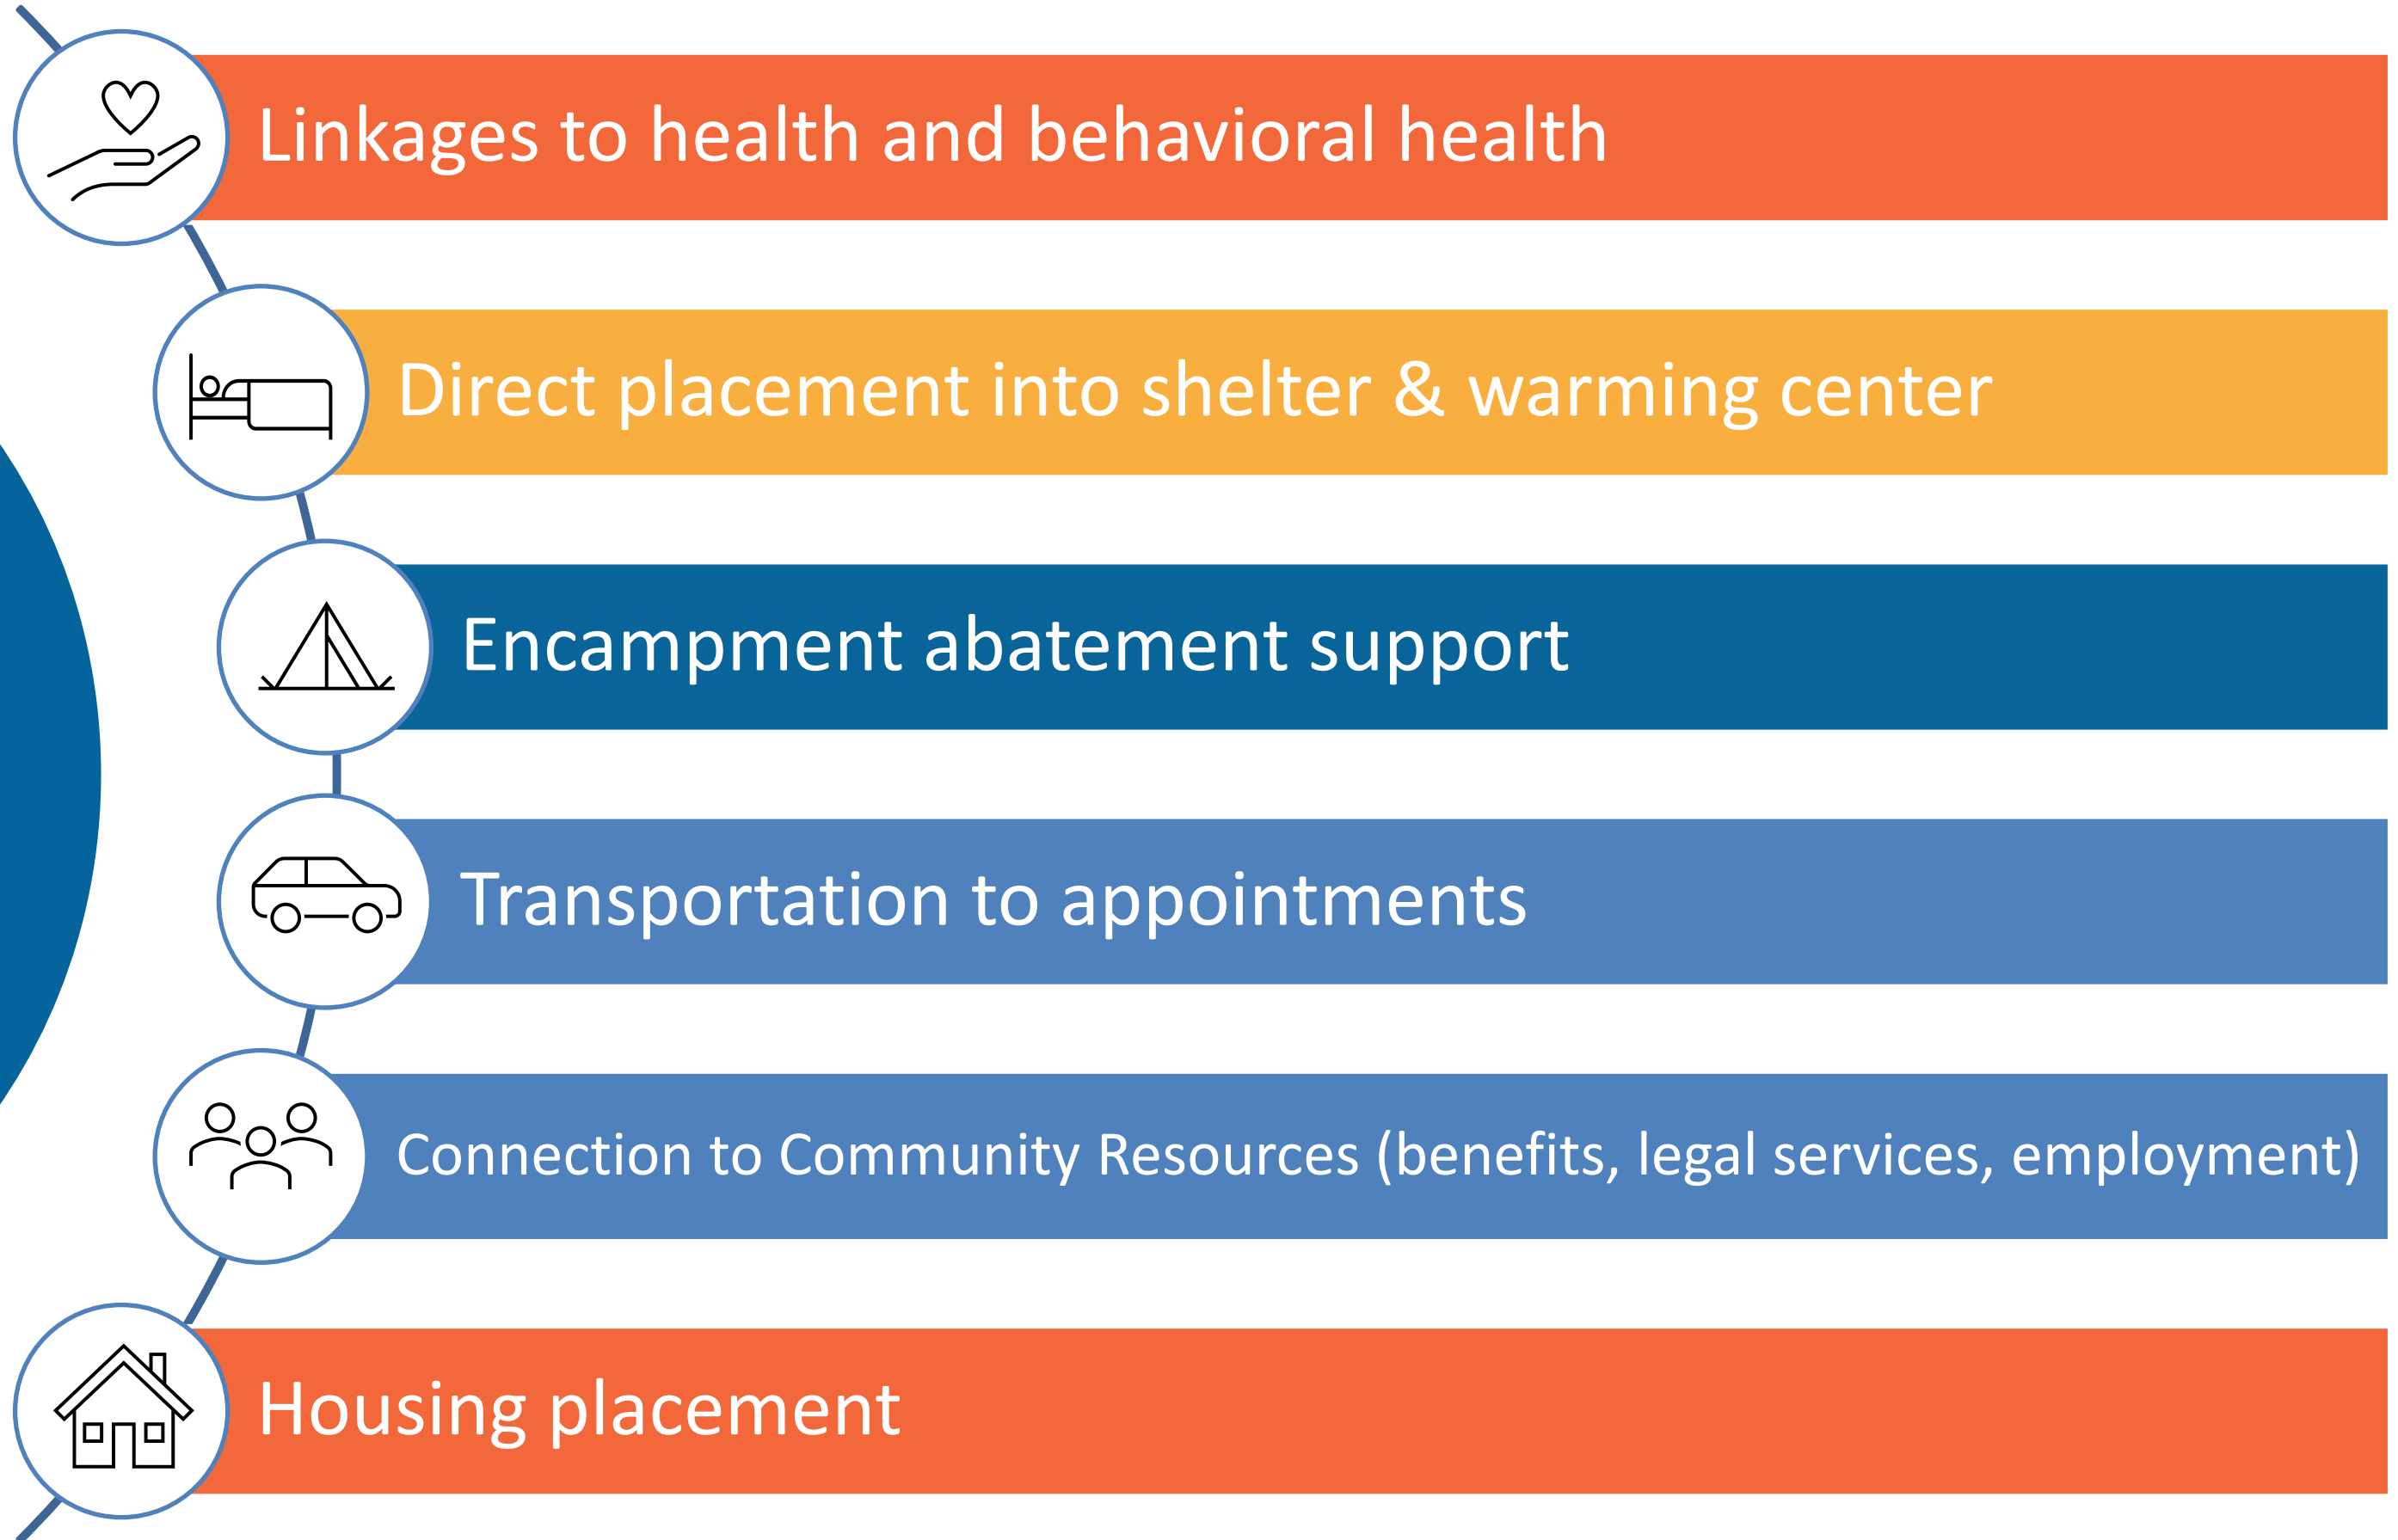 Linkages to health and behavioral health
Direct placement into shelter & warming center
Encampment abatement support
Transportation to appointments
Connection to Community Resources (benefits, legal services, employment)
Housing placement